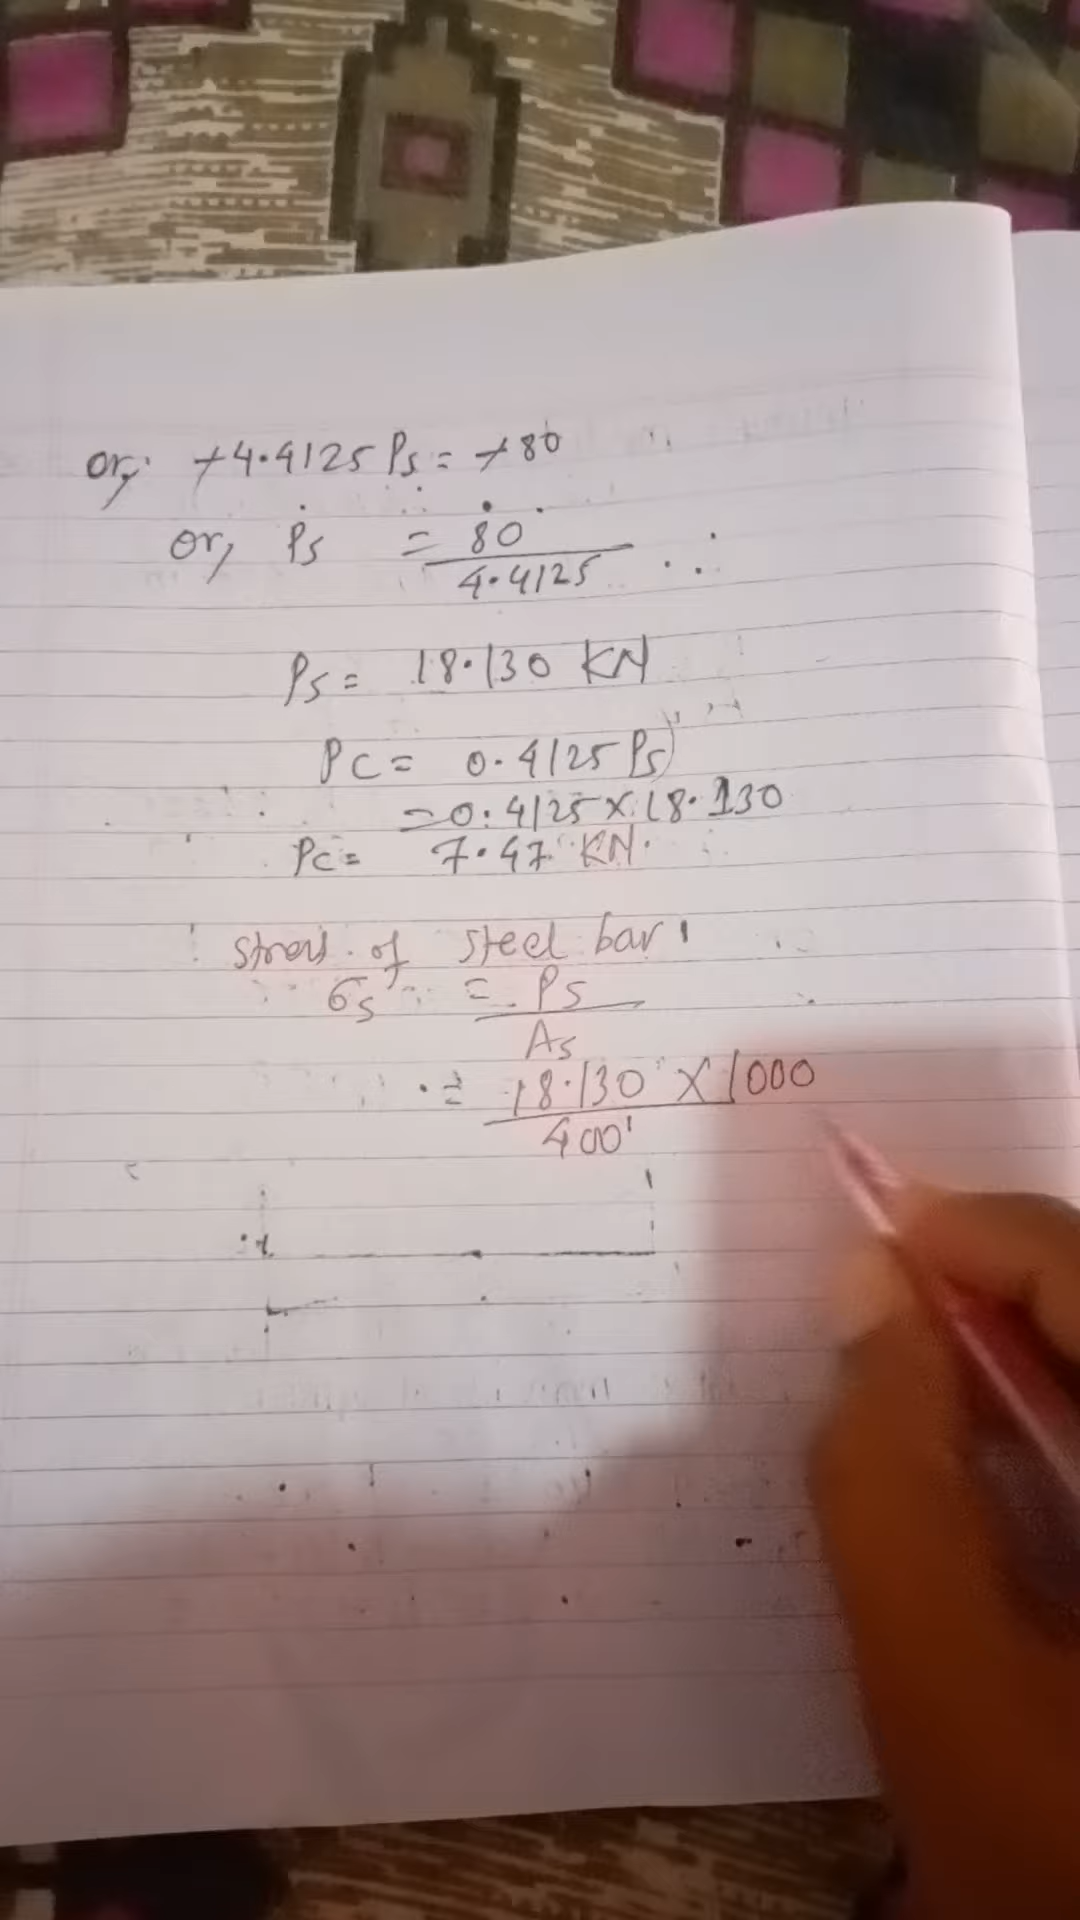 or, +4.4125 Ps = +80
or, Ps = 80
4.4125
Ps = 18.130 KN
PC = 0.4125 Ps
= 0.4125 X 18.130
Pc = 7.47 KN.
stress of steel bar
σs = Ps
As
= 18.130 X 1000
400